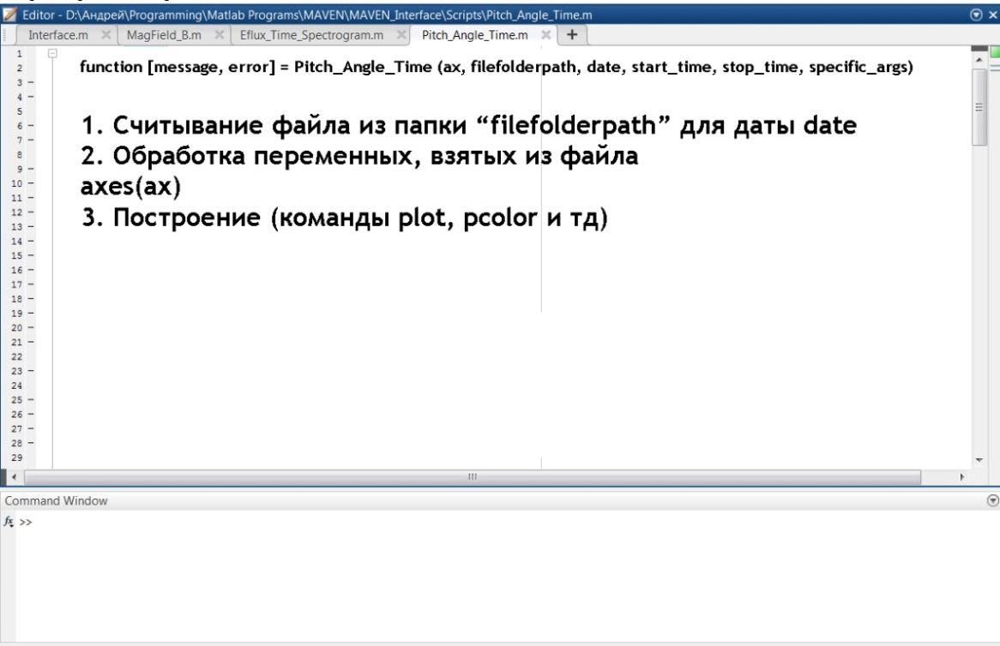 Editor - D:\Андрей\Programming\Matlab Programs\MAVEN\MAVEN_Interface\Scripts\Pitch_Angle_Time.m
Interface.m MagField_B.m Eflux_Time_Spectrogram.m Pitch_Angle_Time.m +
1
2 function [message, error] = Pitch_Angle_Time (ax, filefolderpath, date, start_time, stop_time, specific_args)
3 –
4 –
5
6 – 1. Считывание файла из папки “filefolderpath” для даты date
7 –
8 2. Обработка переменных, взятых из файла
9 –
10 – axes(ax)
11 –
12 – 3. Построение (команды plot, pcolor и тд)
13 –
14 –
15 –
16 –
17 –
18 –
19 –
20 –
21 –
22
23 –
24
25 –
26 –
27 –
28 –
29
Command Window
fx >>